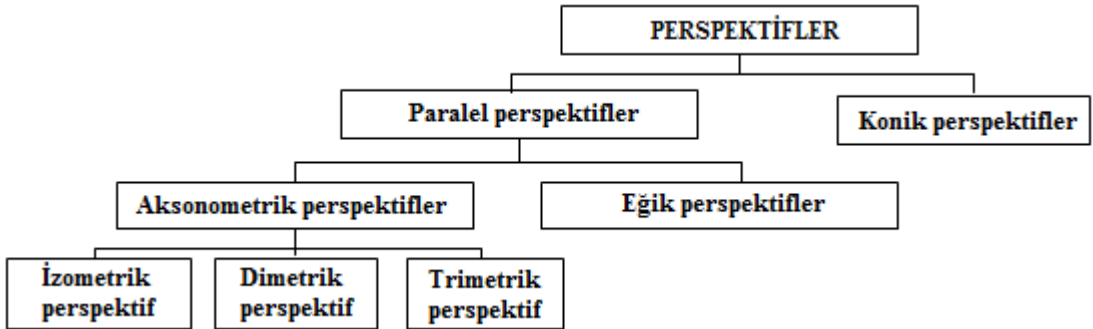 PERSPEKTİFLER
Paralel perspektifler
Konik perspektifler
Aksonometrik perspektifler
Eğik perspektifler
İzometrik
perspektif
Dimetrik
perspektif
Trimetrik
perspektif